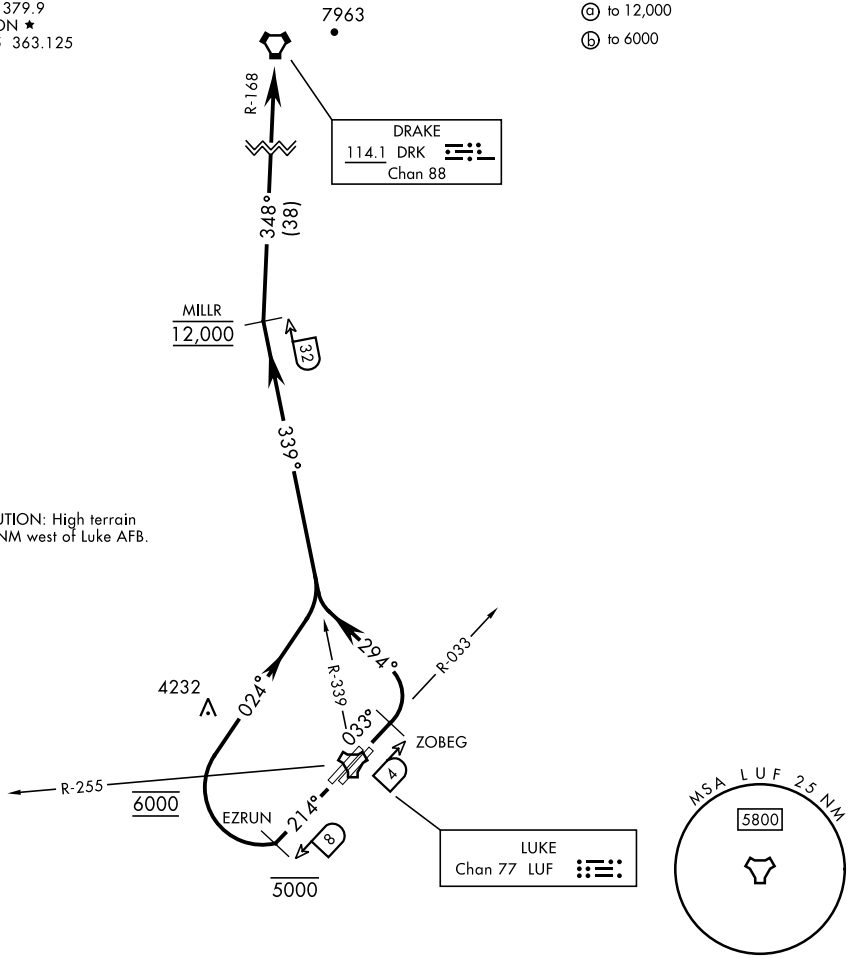 379.9
ON ★
363.125
ⓐ to 12,000
ⓑ to 6000
7963
R-168
DRAKE
114.1 DRK
Chan 88
348°
(38)
MILLR
12,000
32
339°
UTION: High terrain
NM west of Luke AFB.
294°
R-033
R-339
4232
024°
033°
ZOBEG
4
R-255
6000
EZRUN
214°
8
5000
LUKE
Chan 77 LUF
MSA LUF 25 NM
5800